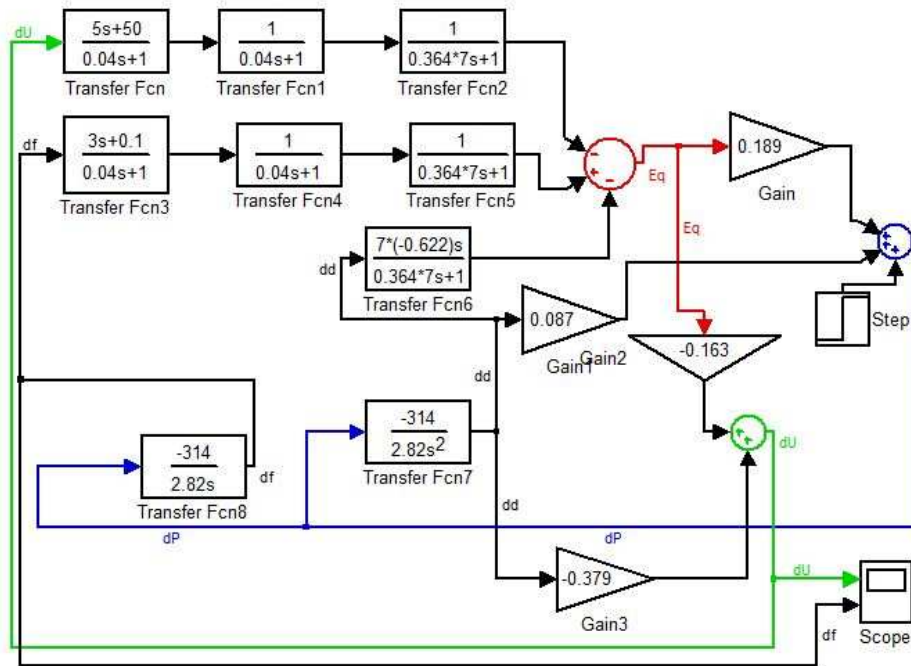 dU
5s+50
0.04s+1
Transfer Fcn
1
0.04s+1
Transfer Fcn1
1
0.364*7s+1
Transfer Fcn2
df
3s+0.1
0.04s+1
Transfer Fcn3
1
0.04s+1
Transfer Fcn4
1
0.364*7s+1
Transfer Fcn5
Eq
0.189
Gain
Eq
dd
7*(-0.622)s
0.364*7s+1
Transfer Fcn6
0.087
Gain1
Gain2
-0.163
Step
dd
-314
2.82s
Transfer Fcn8
df
-314
2.82s2
Transfer Fcn7
dU
dd
dP
dP
-0.379
Gain3
dU
df
Scope